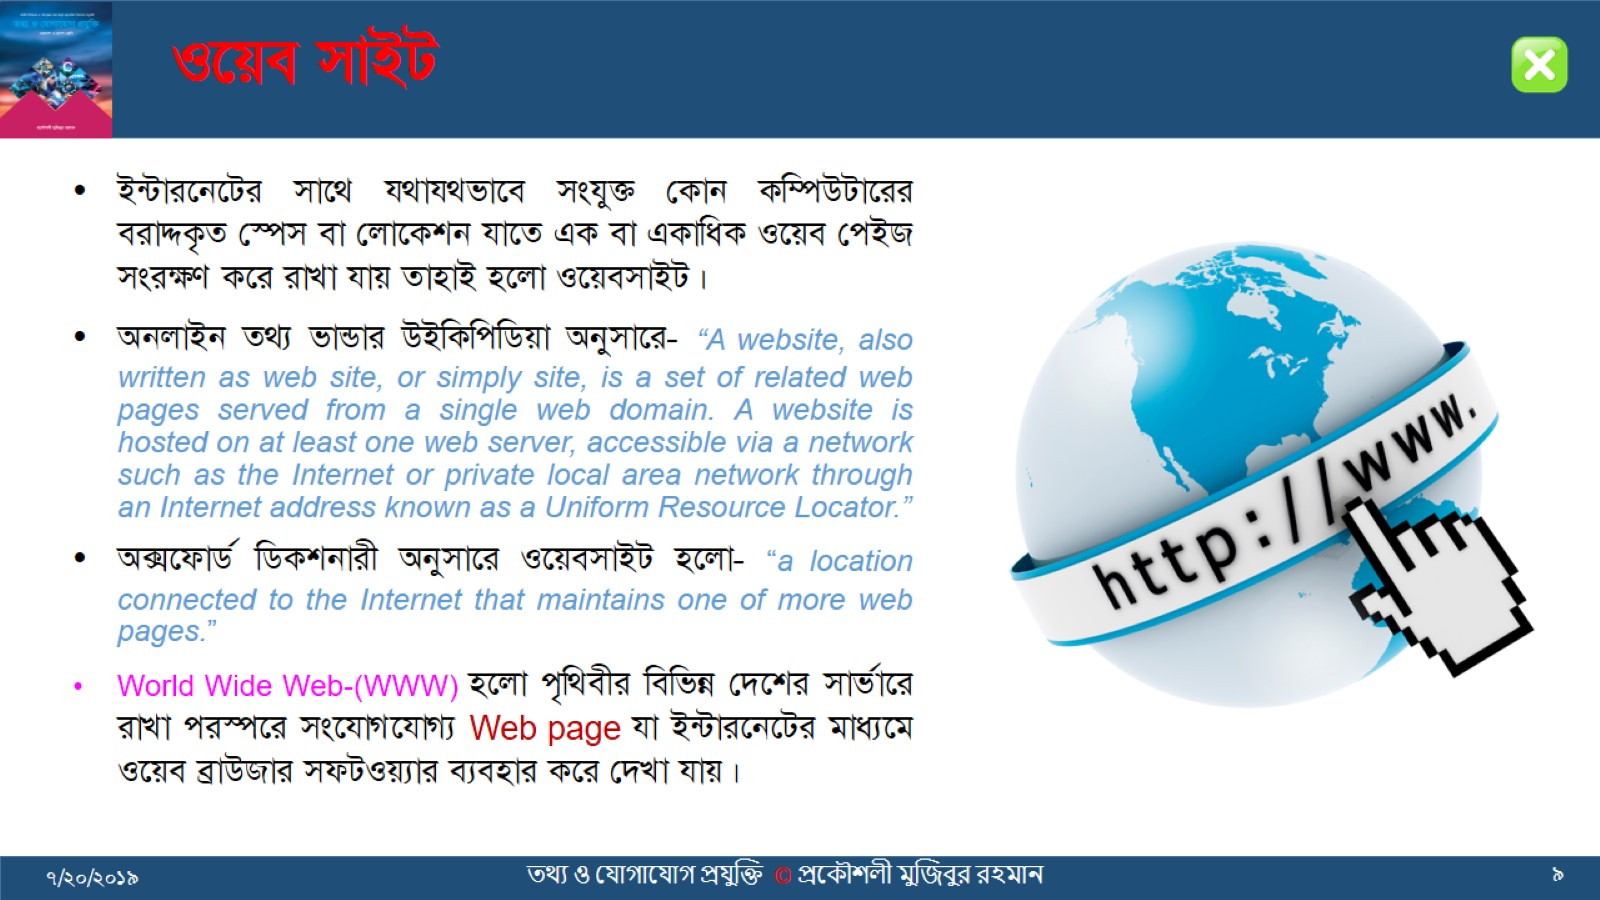 ওয়েব সাইট
তথ্য ও যোগাযোগ প্রযুক্তি
• ইন্টারনেটের সাথে যথাযথভাবে সংযুক্ত কোন কম্পিউটারের
বরাদ্দকৃত স্পেস বা লোকেশন যাতে এক বা একাধিক ওয়েব পেইজ
সংরক্ষণ করে রাখা যায় তাহাই হলো ওয়েবসাইট।
• অনলাইন তথ্য ভান্ডার উইকিপিডিয়া অনুসারে- “A website, also
written as web site, or simply site, is a set of related web
pages served from a single web domain. A website is
hosted on at least one web server, accessible via a network
such as the Internet or private local area network through
an Internet address known as a Uniform Resource Locator.”
• অক্সফোর্ড ডিকশনারী অনুসারে ওয়েবসাইট হলো- “a location
connected to the Internet that maintains one of more web
pages.”
• World Wide Web-(WWW) হলো পৃথিবীর বিভিন্ন দেশের সার্ভারে
রাখা পরস্পরে সংযোগযোগ্য Web page যা ইন্টারনেটের মাধ্যমে
ওয়েব ব্রাউজার সফটওয়্যার ব্যবহার করে দেখা যায়।
http://www.
৭/২০/২০১৯
তথ্য ও যোগাযোগ প্রযুক্তি © প্রকৌশলী মুজিবুর রহমান
৯